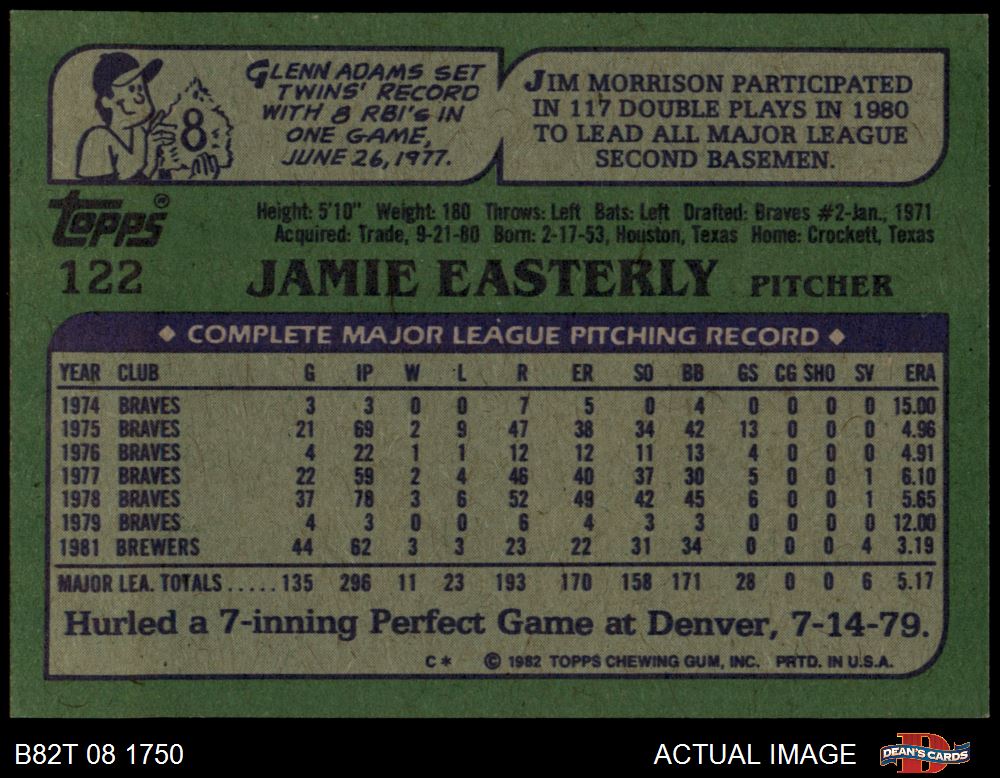 GLENN ADAMS SET
TWINS' RECORD
WITH 8 RBI'S IN
ONE GAME,
JUNE 26, 1977.
8
JIM MORRISON PARTICIPATED
IN 117 DOUBLE PLAYS IN 1980
TO LEAD ALL MAJOR LEAGUE
SECOND BASEMEN.
Topps®
Height: 5'10" Weight: 180 Throws: Left Bats: Left Drafted: Braves #2-Jan., 1971
Acquired: Trade, 9-21-80 Born: 2-17-53, Houston, Texas Home: Crockett, Texas
122 JAMIE EASTERLY PITCHER
◆ COMPLETE MAJOR LEAGUE PITCHING RECORD ◆
YEAR CLUB G IP W L R ER SO BB GS CG SHO SV ERA
1974 BRAVES 3 3 0 0 7 5 0 4 0 0 0 0 15.00
1975 BRAVES 21 69 2 9 47 38 34 42 13 0 0 0 4.96
1976 BRAVES 4 22 1 1 12 12 11 13 4 0 0 0 4.91
1977 BRAVES 22 59 2 4 46 40 37 30 5 0 0 1 6.10
1978 BRAVES 37 78 3 6 52 49 42 45 6 0 0 1 5.65
1979 BRAVES 4 3 0 0 6 4 3 3 0 0 0 0 12.00
1981 BREWERS 44 62 3 3 23 22 31 34 0 0 0 4 3.19
MAJOR LEA. TOTALS.....135 296 11 23 193 170 158 171 28 0 0 6 5.17
Hurled a 7-inning Perfect Game at Denver, 7-14-79.
C* © 1982 TOPPS CHEWING GUM, INC. PRTD. IN U.S.A.
B82T 08 1750 ACTUAL IMAGE DEAN'S CARDS